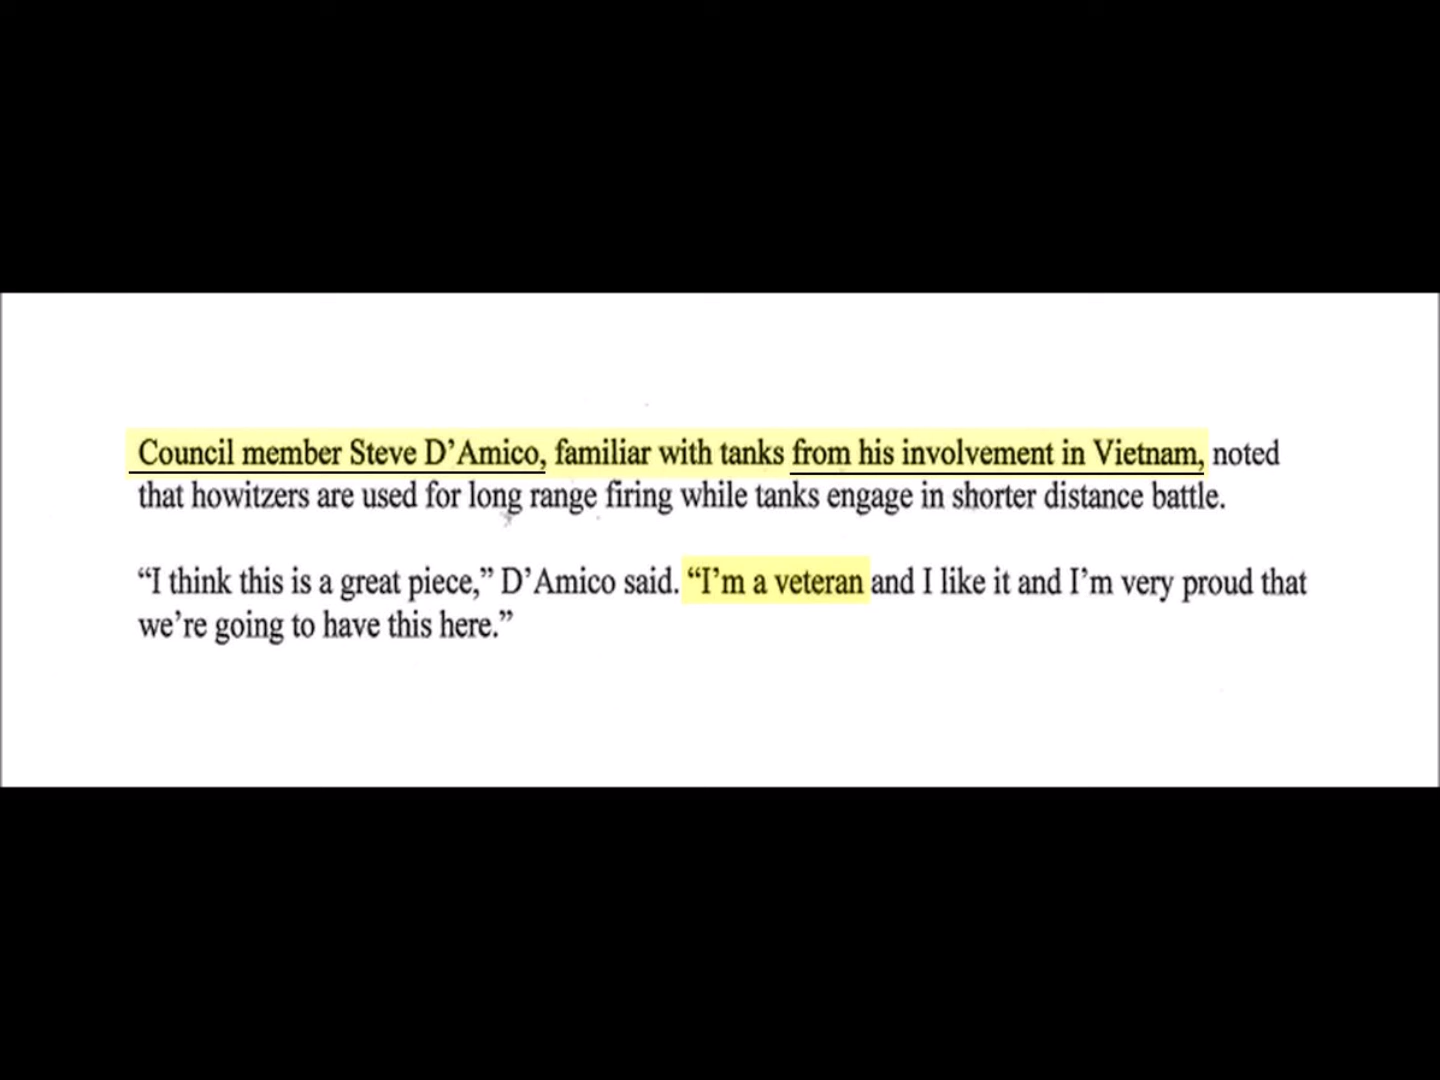 Council member Steve D’Amico, familiar with tanks from his involvement in Vietnam, noted
that howitzers are used for long range firing while tanks engage in shorter distance battle.
“I think this is a great piece,” D’Amico said. “I’m a veteran and I like it and I’m very proud that
we’re going to have this here.”